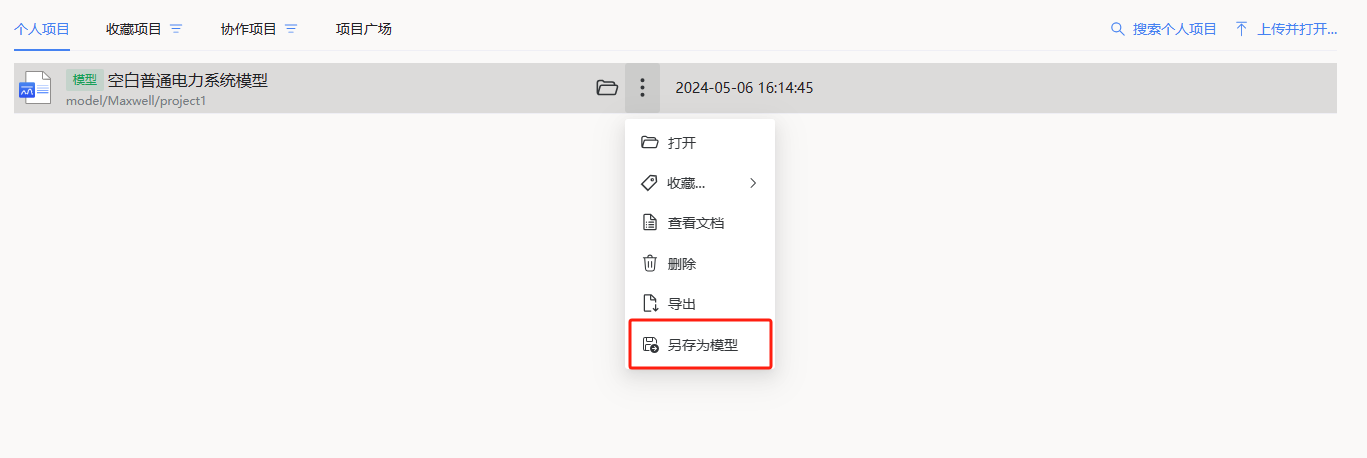 个人项目 收藏项目 协作项目 项目广场 搜索个人项目 上传并打开...
模型 空白普通电力系统模型 2024-05-06 16:14:45
model/Maxwell/project1
打开
收藏...
查看文档
删除
导出
另存为模型